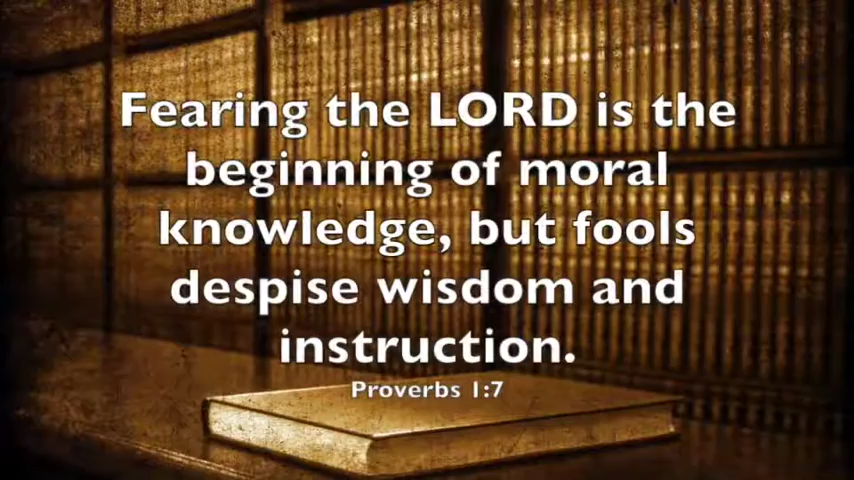 Fearing the LORD is the
beginning of moral
knowledge, but fools
despise wisdom and
instruction.
Proverbs 1:7